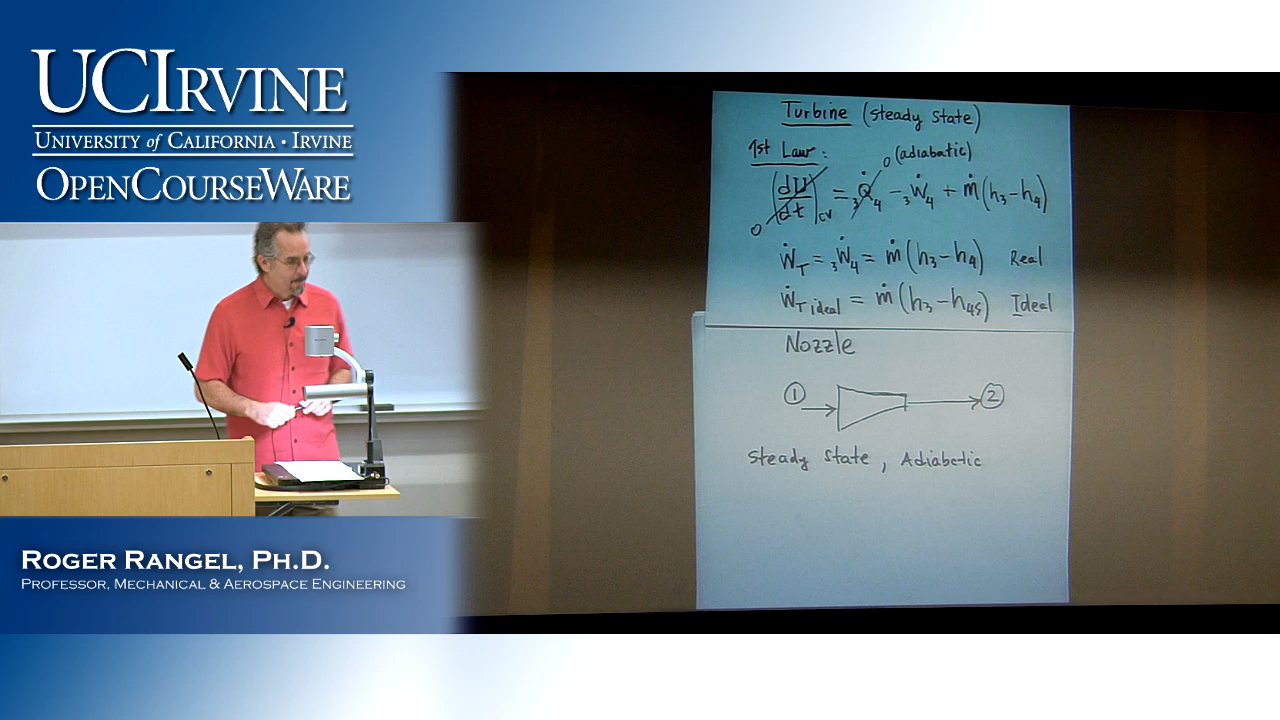 UCIRVINE
UNIVERSITY of CALIFORNIA · IRVINE
OPENCOURSEWARE
ROGER RANGEL, PH.D.
PROFESSOR, MECHANICAL & AEROSPACE ENGINEERING
Turbine (steady state)
1st Law:
0 (adiabatic)
(dU/dt)cv = ₃Q̇₄ - ₃Ẇ₄ + ṁ(h₃-h₄)
0
Ẇ_T = ₃Ẇ₄ = ṁ(h₃-h₄) Real
Ẇ_T ideal = ṁ(h₃-h₄s) Ideal
Nozzle
① ②
steady state, Adiabatic